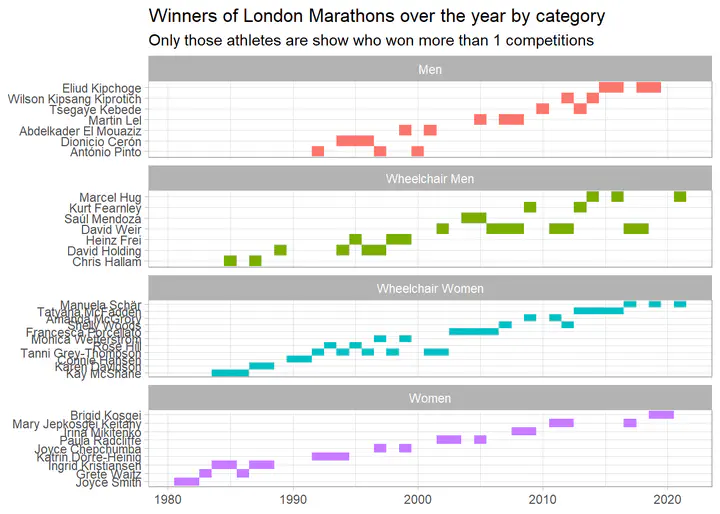 Winners of London Marathons over the year by category
Only those athletes are show who won more than 1 competitions
Men
Eliud Kipchoge
Wilson Kipsang Kiprotich
Tsegaye Kebede
Martin Lel
Abdelkader El Mouaziz
Dionicio Cerón
António Pinto
Wheelchair Men
Marcel Hug
Kurt Fearnley
Saúl Mendoza
David Weir
Heinz Frei
David Holding
Chris Hallam
Wheelchair Women
Manuela Schär
Tatyana McFadden
Amanda McGrory
Shelly Woods
Francesca Porcellato
Monica Wetterstrom
Rose Hill
Tanni Grey-Thompson
Connie Hansen
Karen Davidson
Kay McShane
Women
Brigid Kosgei
Mary Jepkosgei Keitany
Irina Mikitenko
Paula Radcliffe
Joyce Chepchumba
Katrin Dörre-Heinig
Ingrid Kristiansen
Grete Waitz
Joyce Smith
1980 1990 2000 2010 2020